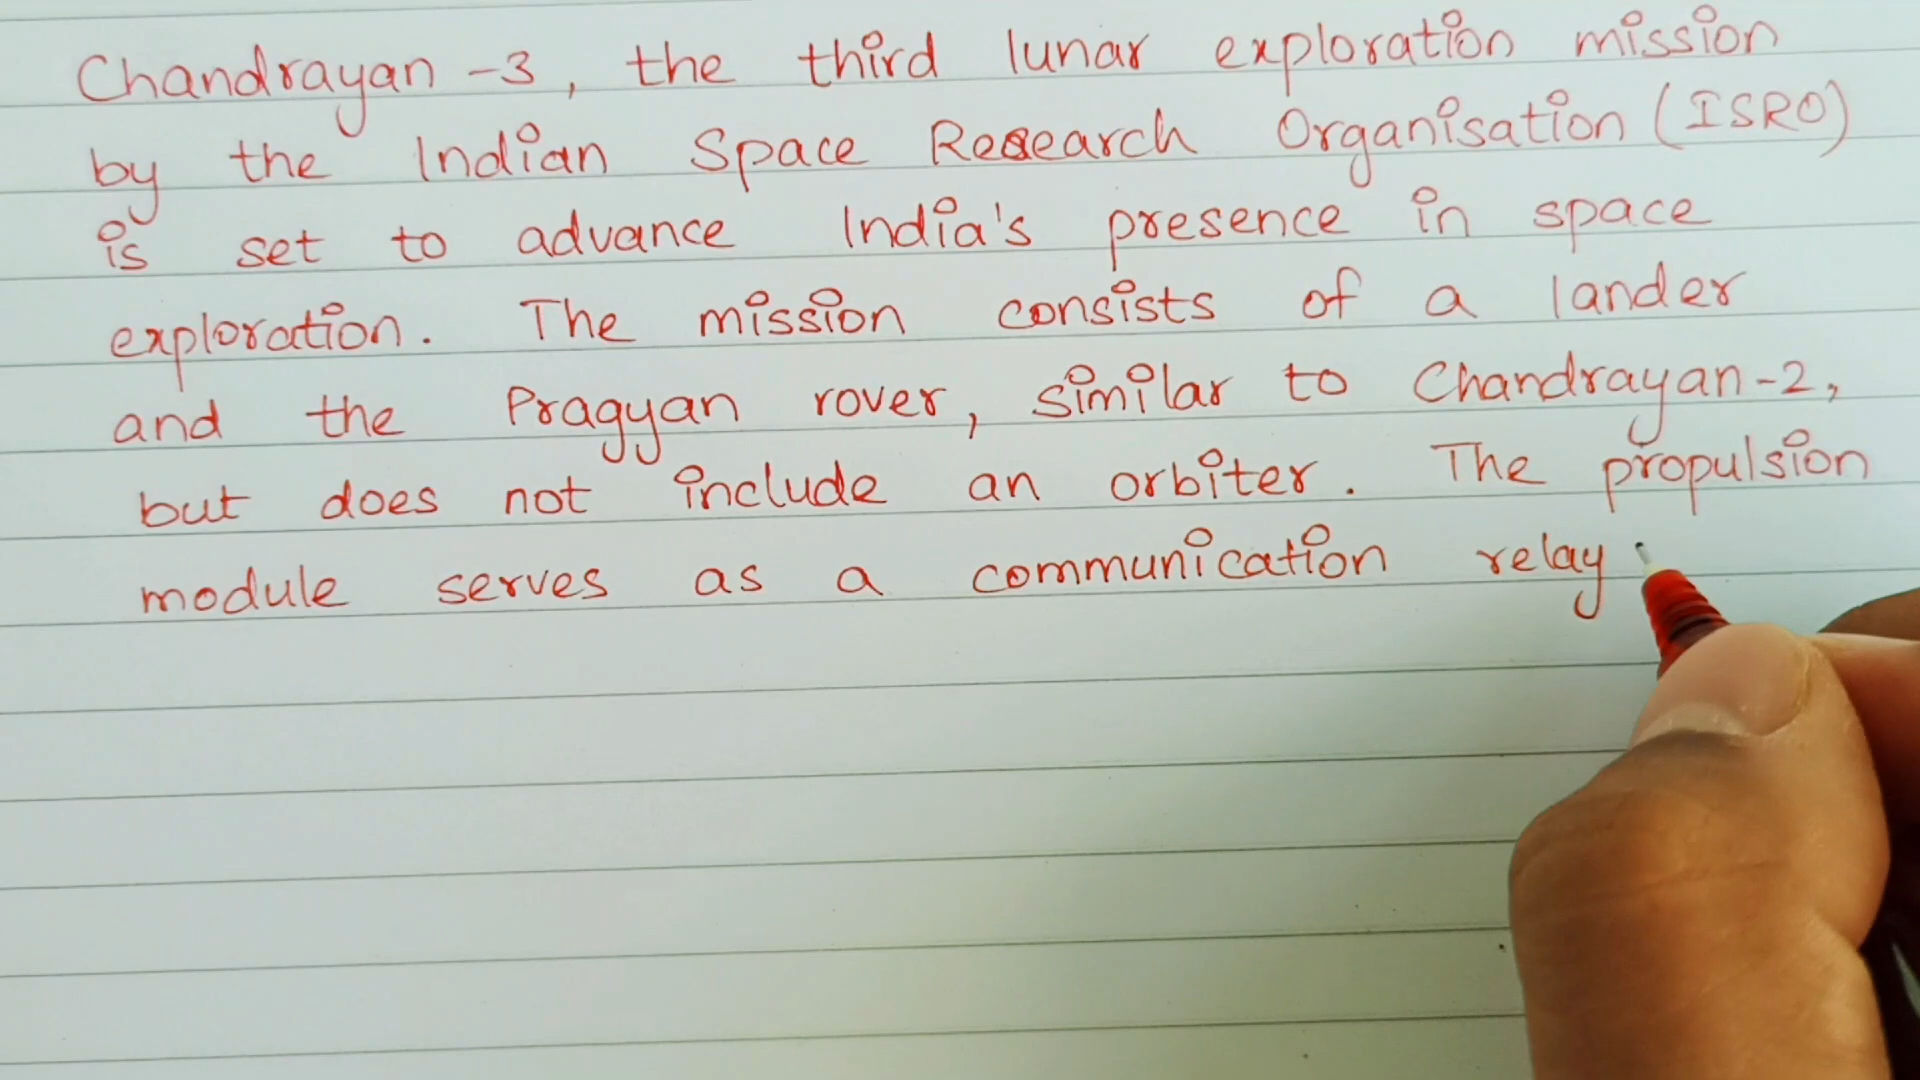 Chandrayan -3, the third lunar exploration mission
by the Indian Space Research Organisation (ISRO)
is set to advance India's presence in space
exploration. The mission consists of a lander
and the Pragyan rover, similar to Chandrayan-2,
but does not include an orbiter. The propulsion
module serves as a communication relay